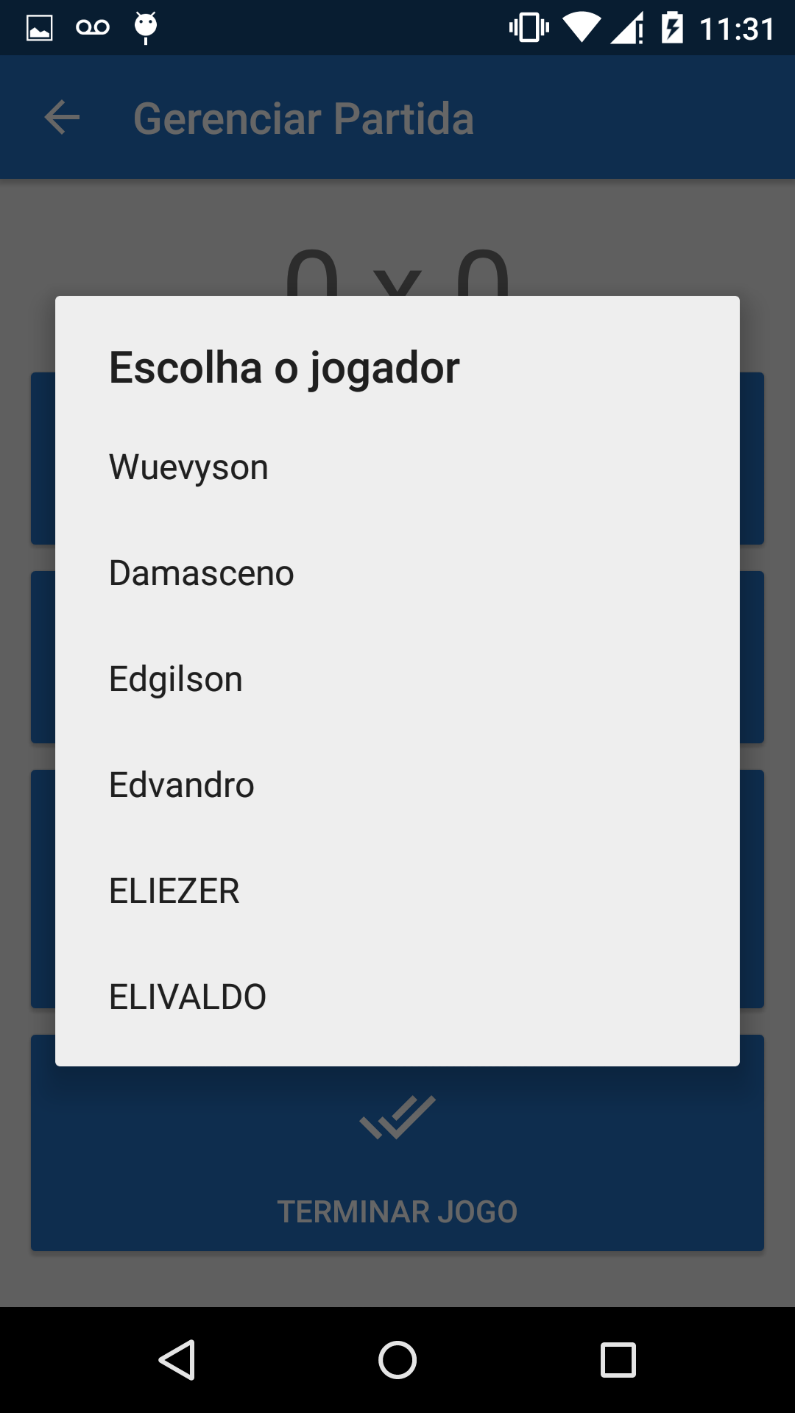 11:31
Gerenciar Partida
0 x 0
Escolha o jogador
Wuevyson
Damasceno
Edgilson
Edvandro
ELIEZER
ELIVALDO
TERMINAR JOGO